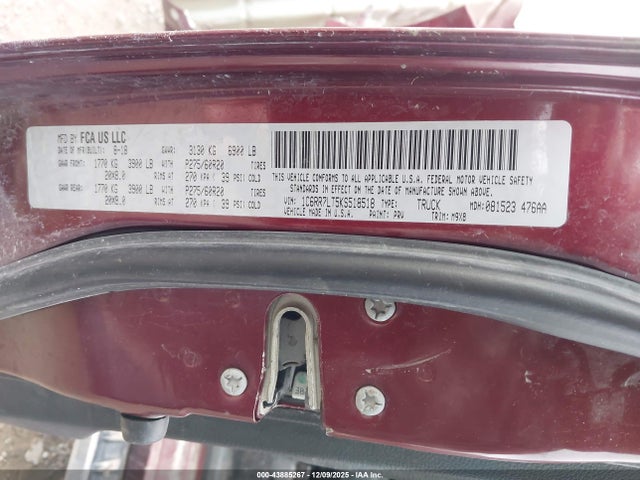 MFD BY FCA US LLC
DATE OF MFR(BUILT): 8-18 GVWR: 3130 KG 6900 LB
GAWR FRONT: 1770 KG 3900 LB WITH P275/60R20 TIRES
20X8.0 RIMS AT 270 KPA/ 39 PSI COLD
GAWR REAR: 1770 KG 3900 LB WITH P275/60R20 TIRES
20X8.0 RIMS AT 270 KPA/ 39 PSI COLD
THIS VEHICLE CONFORMS TO ALL APPLICABLE U.S.A. FEDERAL MOTOR VEHICLE SAFETY
STANDARDS IN EFFECT ON THE DATE OF MANUFACTURE SHOWN ABOVE.
VIN: 1C6RR7LT5KS518518 TYPE: TRUCK MDH: 081523 476AA
VEHICLE MADE IN U.S.A. PAINT: PRV TRIM: M9X8
000-43885267 - 12/09/2025 - IAAI.COM